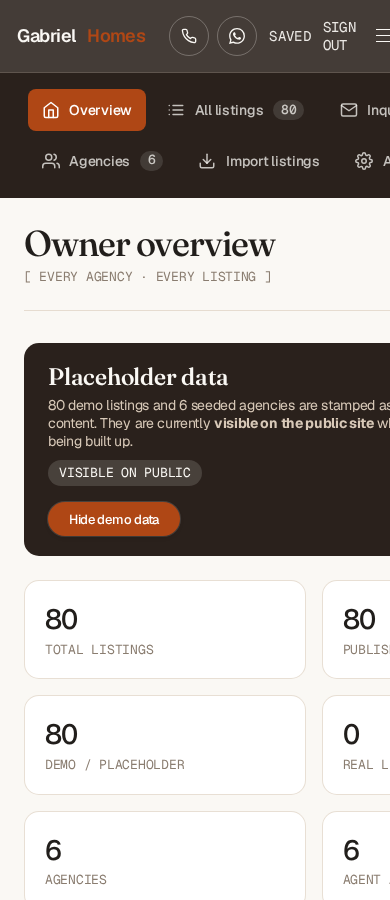 Gabriel Homes SAVED SIGN OUT
Overview All listings 80 Inqu
Agencies 6 Import listings A
Owner overview
[ EVERY AGENCY · EVERY LISTING ]
Placeholder data
80 demo listings and 6 seeded agencies are stamped as
content. They are currently visible on the public site wh
being built up.
VISIBLE ON PUBLIC
Hide demo data
80 80
TOTAL LISTINGS PUBLIS
80 0
DEMO / PLACEHOLDER REAL L
6 6
AGENCIES AGENT